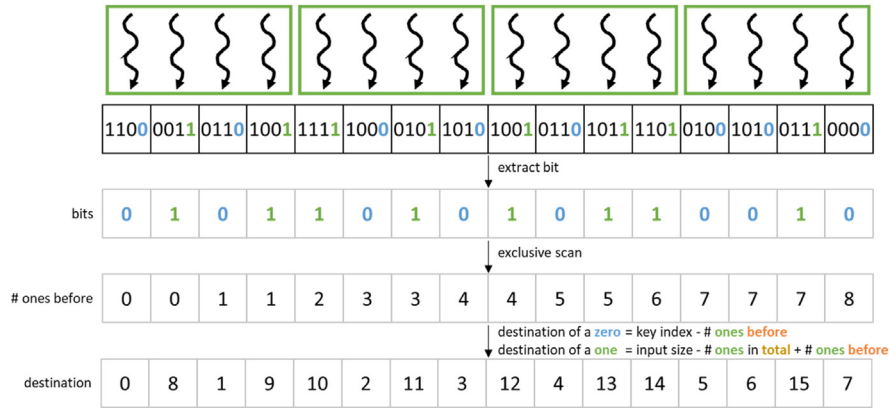 1100 0011 0110 1001 1111 1000 0101 1010 1001 0110 1011 1101 0100 1010 0111 0000
extract bit
bits 0 1 0 1 1 0 1 0 1 0 1 1 0 0 1 0
exclusive scan
# ones before 0 0 1 1 2 3 3 4 4 5 5 6 7 7 7 8
destination of a zero = key index - # ones before
destination of a one = input size - # ones in total + # ones before
destination 0 8 1 9 10 2 11 3 12 4 13 14 5 6 15 7